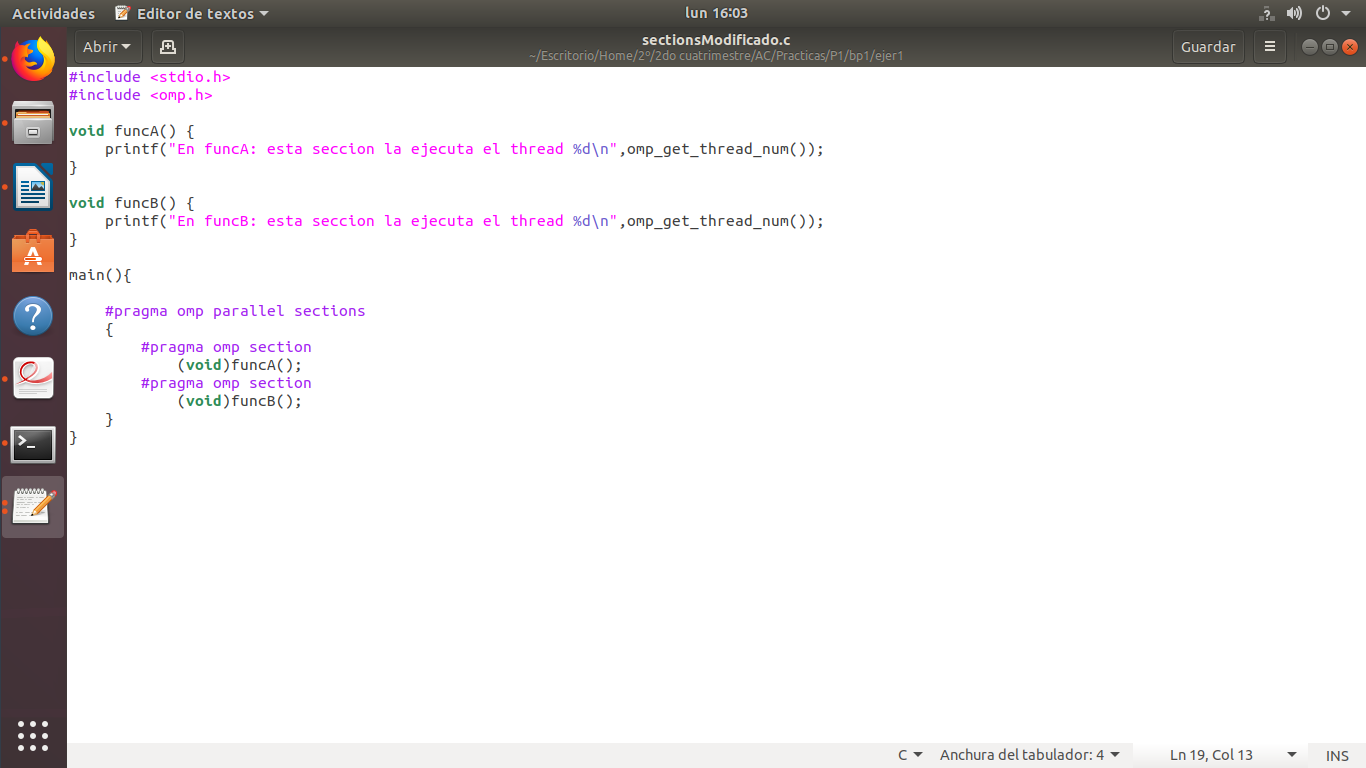 Actividades Editor de textos lun 16:03
Abrir sectionsModificado.c Guardar
~/Escritorio/Home/2º/2do cuatrimestre/AC/Practicas/P1/bp1/ejer1
#include <stdio.h>
#include <omp.h>

void funcA() {
    printf("En funcA: esta seccion la ejecuta el thread %d\n",omp_get_thread_num());
}

void funcB() {
    printf("En funcB: esta seccion la ejecuta el thread %d\n",omp_get_thread_num());
}

main(){

    #pragma omp parallel sections
    {
        #pragma omp section
            (void)funcA();
        #pragma omp section
            (void)funcB();
    }
}
C Anchura del tabulador: 4 Ln 19, Col 13 INS